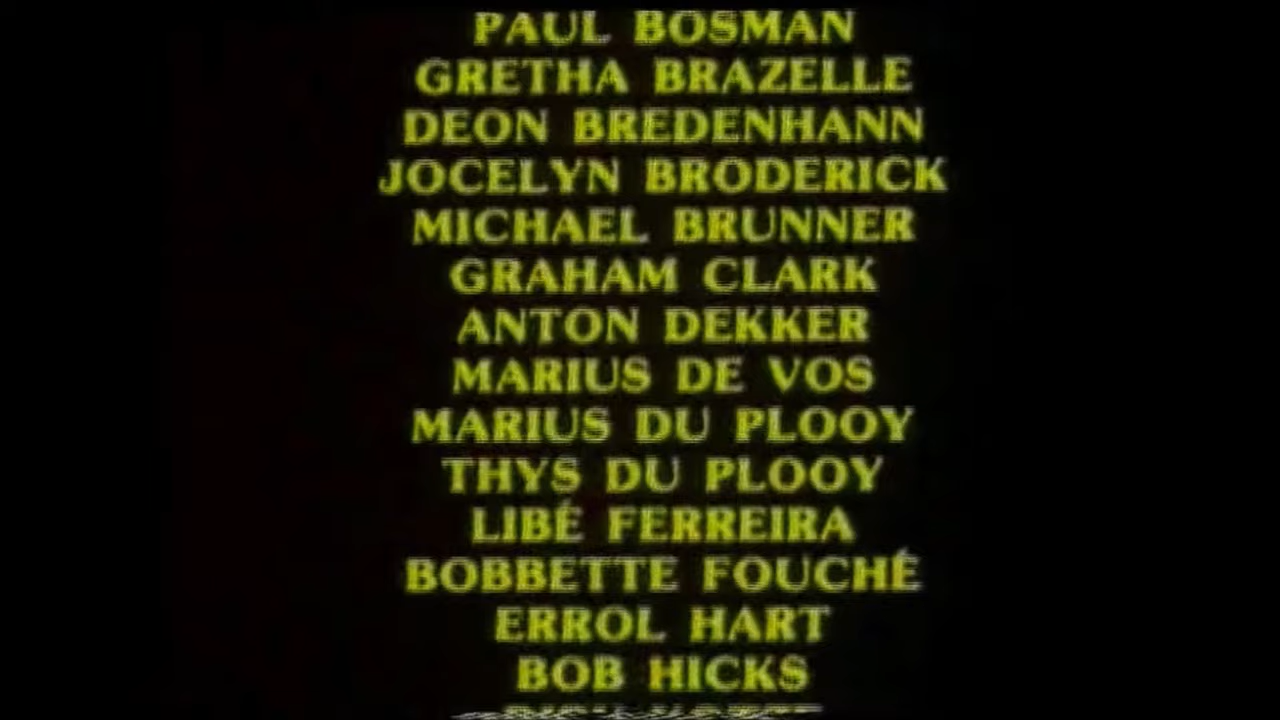 PAUL BOSMAN
GRETHA BRAZELLE
DEON BREDENHANN
JOCELYN BRODERICK
MICHAEL BRUNNER
GRAHAM CLARK
ANTON DEKKER
MARIUS DE VOS
MARIUS DU PLOOY
THYS DU PLOOY
LIBÉ FERREIRA
BOBBETTE FOUCHÉ
ERROL HART
BOB HICKS